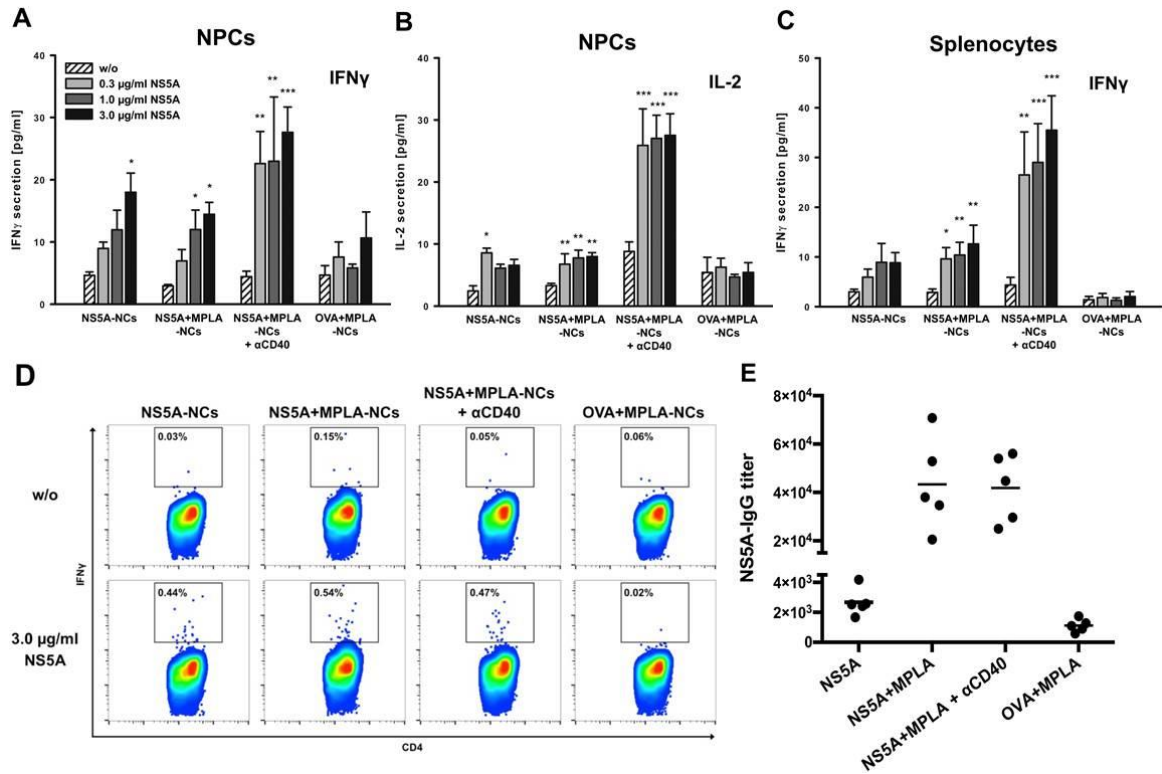 A
NPCs
IFNγ
w/o
0.3 µg/ml NS5A
1.0 µg/ml NS5A
3.0 µg/ml NS5A
IFNγ secretion [pg/ml]
40
30
20
10
0
*
* *
** ** ***
NS5A-NCs
NS5A+MPLA
-NCs
NS5A+MPLA
-NCs
+ αCD40
OVA+MPLA
-NCs
B
NPCs
IL-2
IL-2 secretion [pg/ml]
40
30
20
10
0
*
** ** **
*** *** ***
NS5A-NCs
NS5A+MPLA
-NCs
NS5A+MPLA
-NCs
+ αCD40
OVA+MPLA
-NCs
C
Splenocytes
IFNγ
IFNγ secretion [pg/ml]
50
40
30
20
10
0
* ** **
** *** ***
NS5A-NCs
NS5A+MPLA
-NCs
NS5A+MPLA
-NCs
+ αCD40
OVA+MPLA
-NCs
D
NS5A-NCs
NS5A+MPLA-NCs
NS5A+MPLA-NCs
+ αCD40
OVA+MPLA-NCs
w/o
0.03%
0.15%
0.05%
0.06%
3.0 µg/ml
NS5A
0.44%
0.54%
0.47%
0.02%
IFNγ
CD4
E
NS5A-IgG titer
8×10⁴
6×10⁴
4×10⁴
2×10⁴
4×10³
2×10³
0
NS5A
NS5A+MPLA
NS5A+MPLA + αCD40
OVA+MPLA